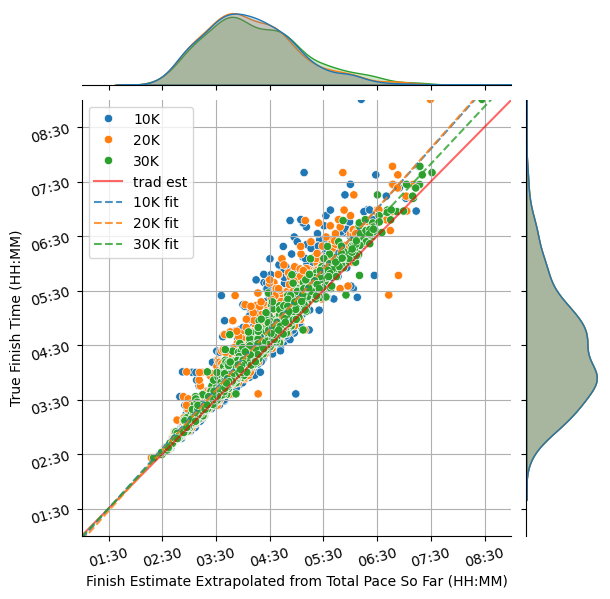 10K
20K
30K
trad est
10K fit
20K fit
30K fit
True Finish Time (HH:MM)
08:30
07:30
06:30
05:30
04:30
03:30
02:30
01:30
01:30 02:30 03:30 04:30 05:30 06:30 07:30 08:30
Finish Estimate Extrapolated from Total Pace So Far (HH:MM)